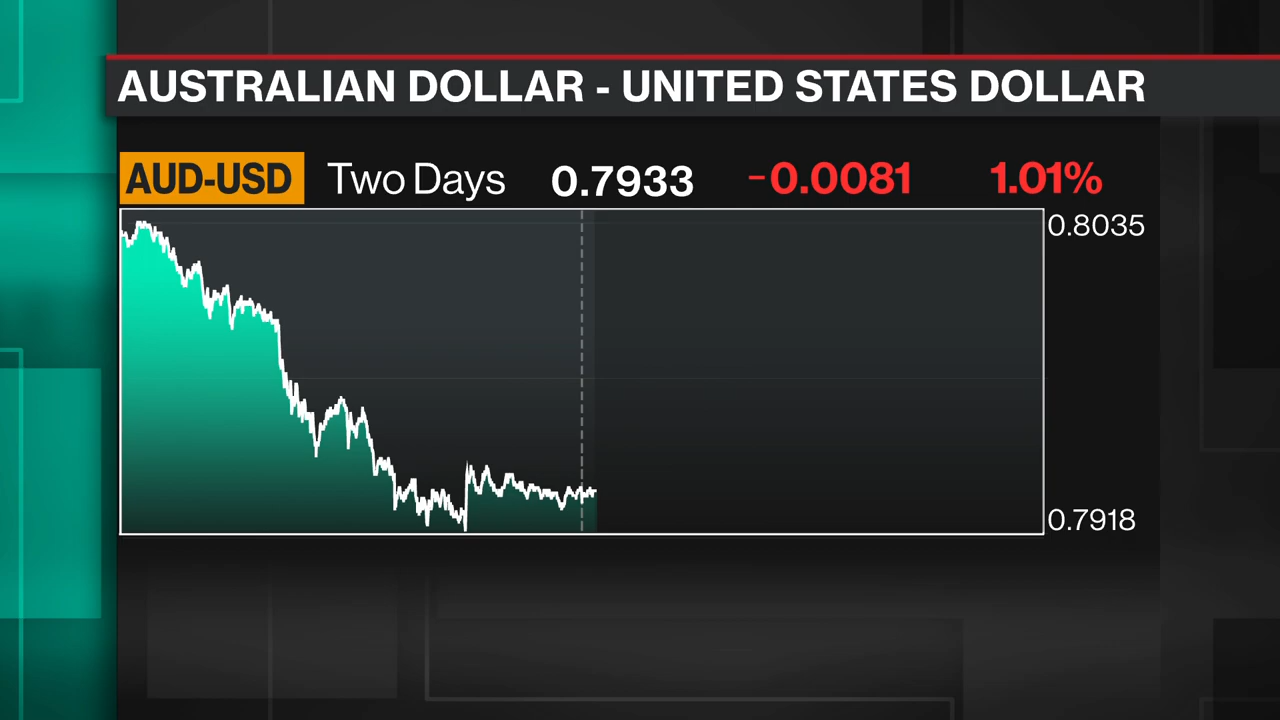 AUSTRALIAN DOLLAR - UNITED STATES DOLLAR
AUD-USD Two Days 0.7933 -0.0081 1.01%
0.8035
0.7918